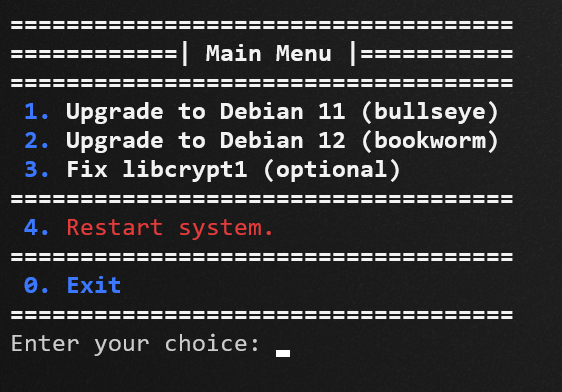 ====================================
============| Main Menu |===========
====================================
1. Upgrade to Debian 11 (bullseye)
2. Upgrade to Debian 12 (bookworm)
3. Fix libcrypt1 (optional)
====================================
4. Restart system.
====================================
0. Exit
====================================
Enter your choice: